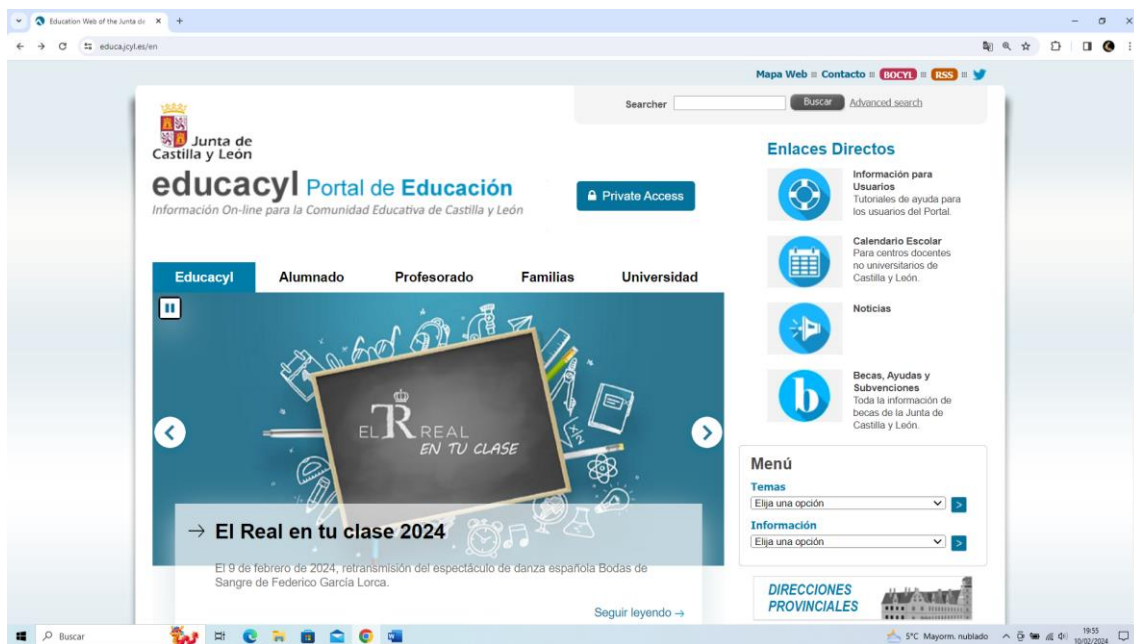 Education Web of the Junta de
educa.jcyl.es/en
Mapa Web Contacto BOCYL RSS
Searcher Buscar Advanced search
Junta de
Castilla y León
educacyl Portal de Educación
Información On-line para la Comunidad Educativa de Castilla y León
Private Access
Educacyl Alumnado Profesorado Familias Universidad
EL R REAL
EN TU CLASE
√x/2
→ El Real en tu clase 2024
El 9 de febrero de 2024, retransmisión del espectáculo de danza española Bodas de
Sangre de Federico García Lorca.
Seguir leyendo →
Enlaces Directos
Información para
Usuarios
Tutoriales de ayuda para
los usuarios del Portal.
Calendario Escolar
Para centros docentes
no universitarios de
Castilla y León.
Noticias
b
Becas, Ayudas y
Subvenciones
Toda la información de
becas de la Junta de
Castilla y León.
Menú
Temas
Elija una opción >
Información
Elija una opción >
DIRECCIONES
PROVINCIALES
Buscar
5°C Mayorm. nublado
19:55
10/02/2024